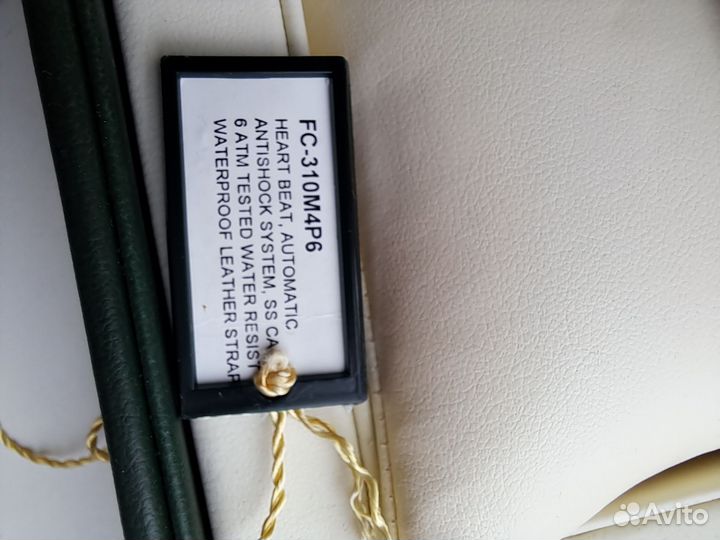 FC-310M4P6
HEART BEAT, AUTOMATIC
ANTISHOCK SYSTEM, SS CA
6 ATM TESTED WATER RESIST
WATERPROOF LEATHER STRAP
Avito